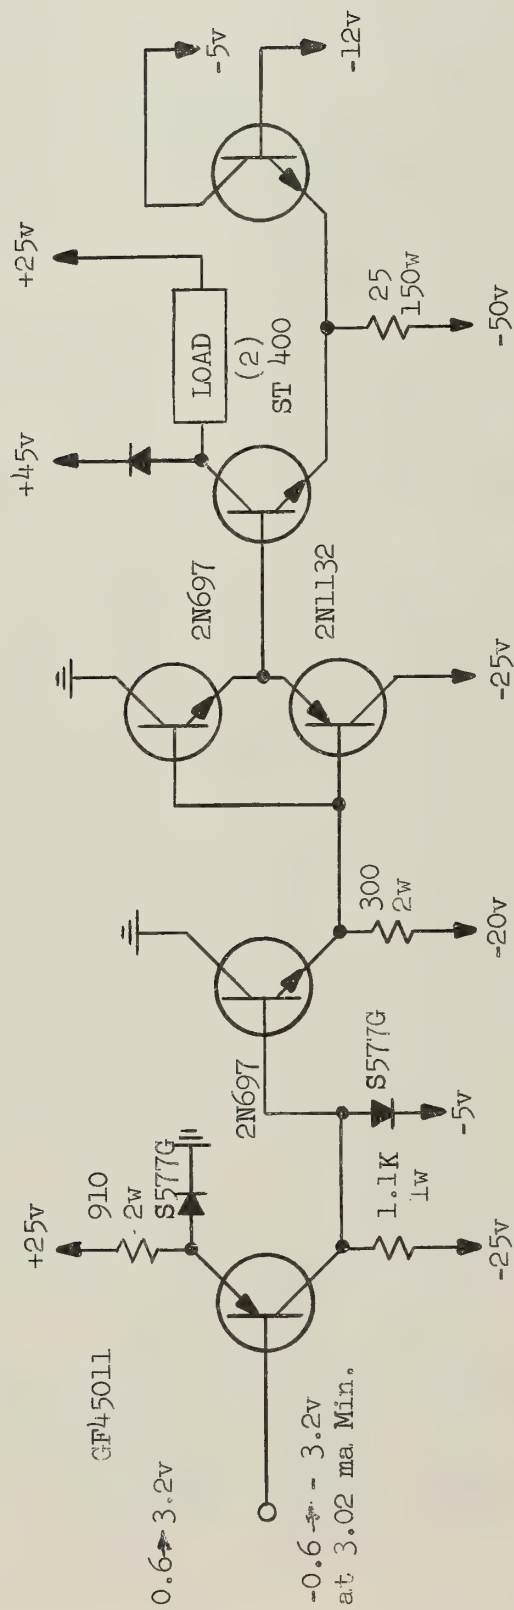 GF45011
0.6 → 3.2v
-0.6 → - 3.2v
at 3.02 ma Min.
+25v
910
2w
S577G
1.1K
1w
-25v
S577G
-5v
2N697
300
2w
-20v
2N697
2N1132
-25v
+45v
LOAD
(2)
ST 400
+25v
25
150w
-50v
-5v
-12v